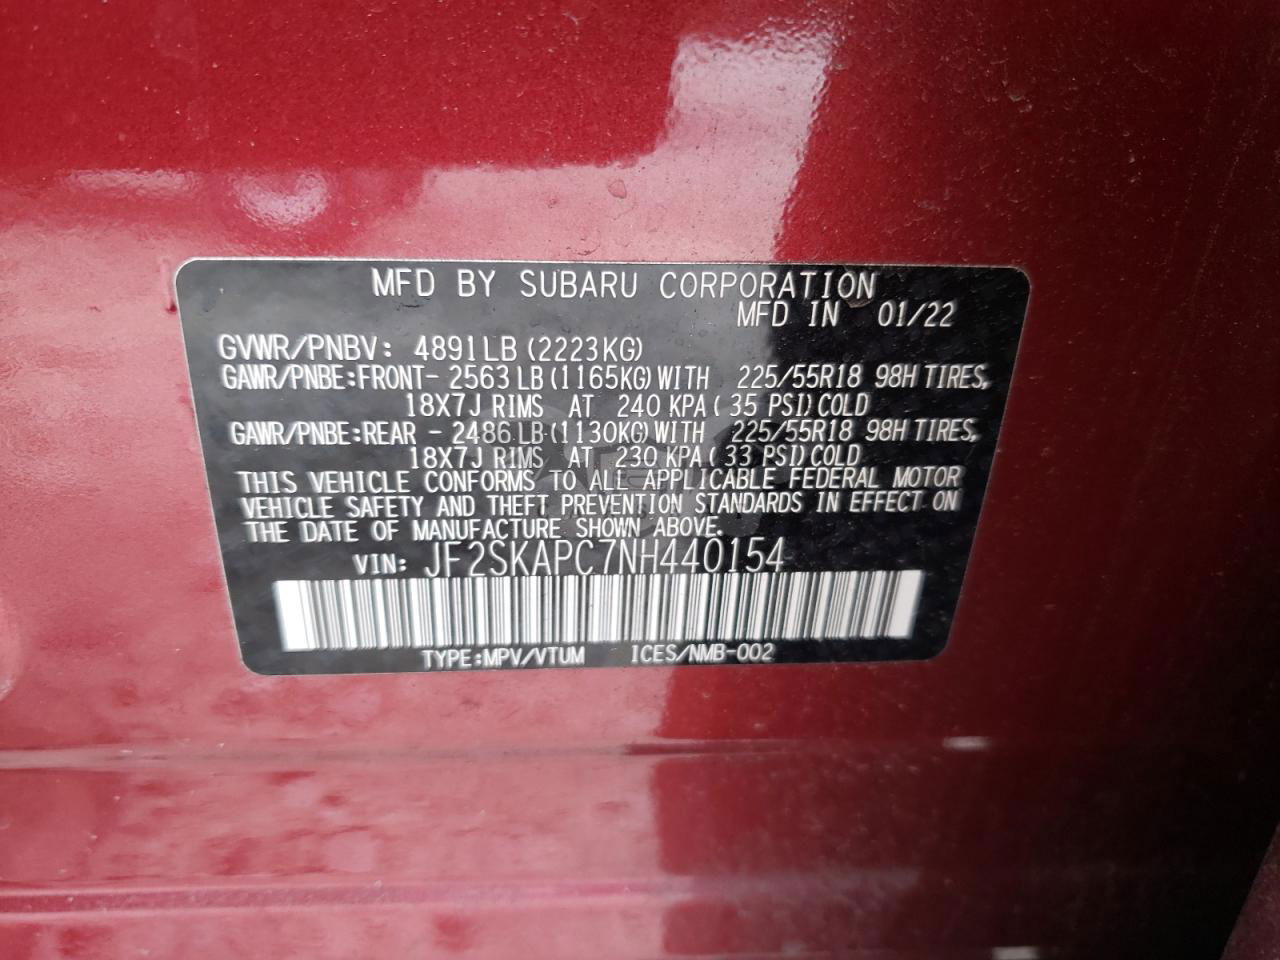 MFD BY SUBARU CORPORATION
MFD IN 01/22
GVWR/PNBV: 4891LB (2223KG)
GAWR/PNBE:FRONT- 2563 LB (1165KG) WITH 225/55R18 98H TIRES,
18X7J RIMS AT 240 KPA ( 35 PSI) COLD
GAWR/PNBE:REAR - 2486 LB (1130KG) WITH 225/55R18 98H TIRES,
18X7J RIMS AT 230 KPA ( 33 PSI) COLD
THIS VEHICLE CONFORMS TO ALL APPLICABLE FEDERAL MOTOR
VEHICLE SAFETY AND THEFT PREVENTION STANDARDS IN EFFECT ON
THE DATE OF MANUFACTURE SHOWN ABOVE.
VIN: JF2SKAPC7NH440154
TYPE:MPV/VTUM ICES/NMB-002